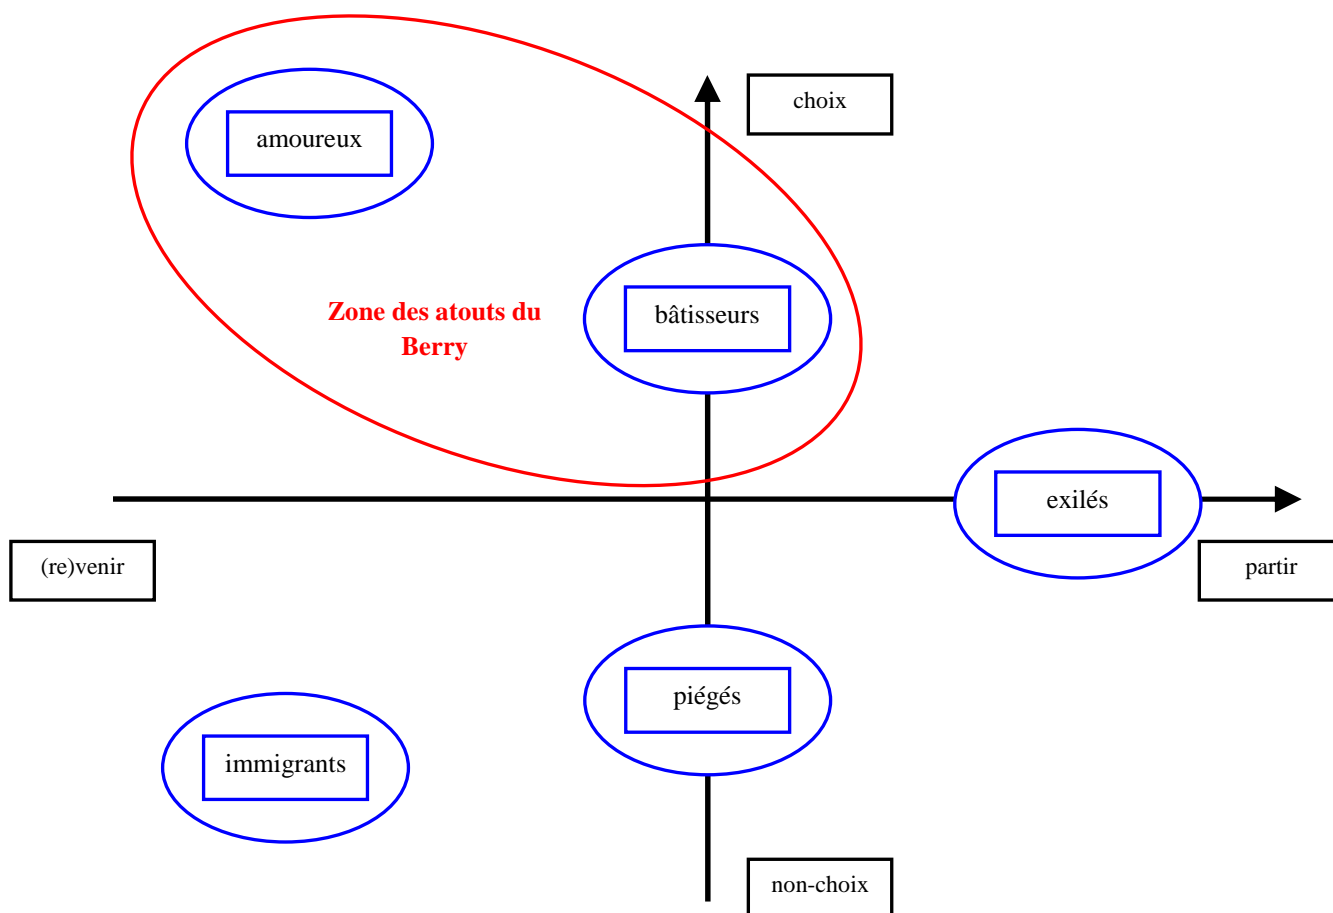 choix
amoureux
bâtisseurs
Zone des atouts du
Berry
exilés
(re)venir
partir
piégés
immigrants
non-choix